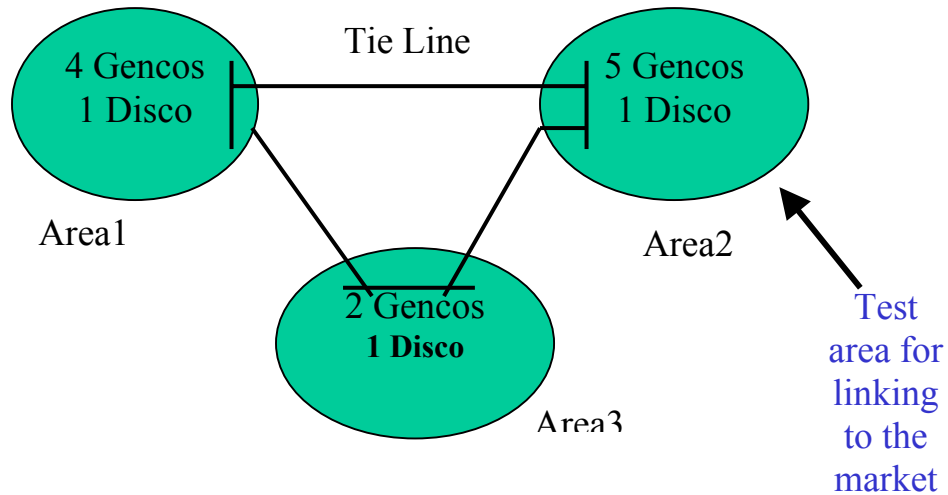 Tie Line
4 Gencos
1 Disco
5 Gencos
1 Disco
Area1
Area2
2 Gencos
1 Disco
Area3
Test
area for
linking
to the
market